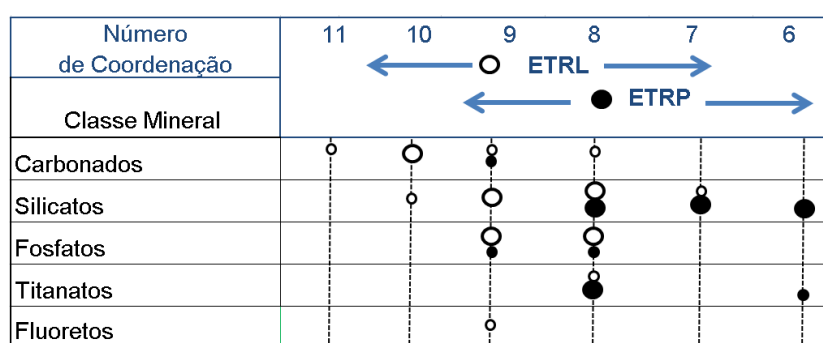 Número
de Coordenação
11 10 9 8 7 6
ETRL
ETRP
Classe Mineral
Carbonados
Silicatos
Fosfatos
Titanatos
Fluoretos